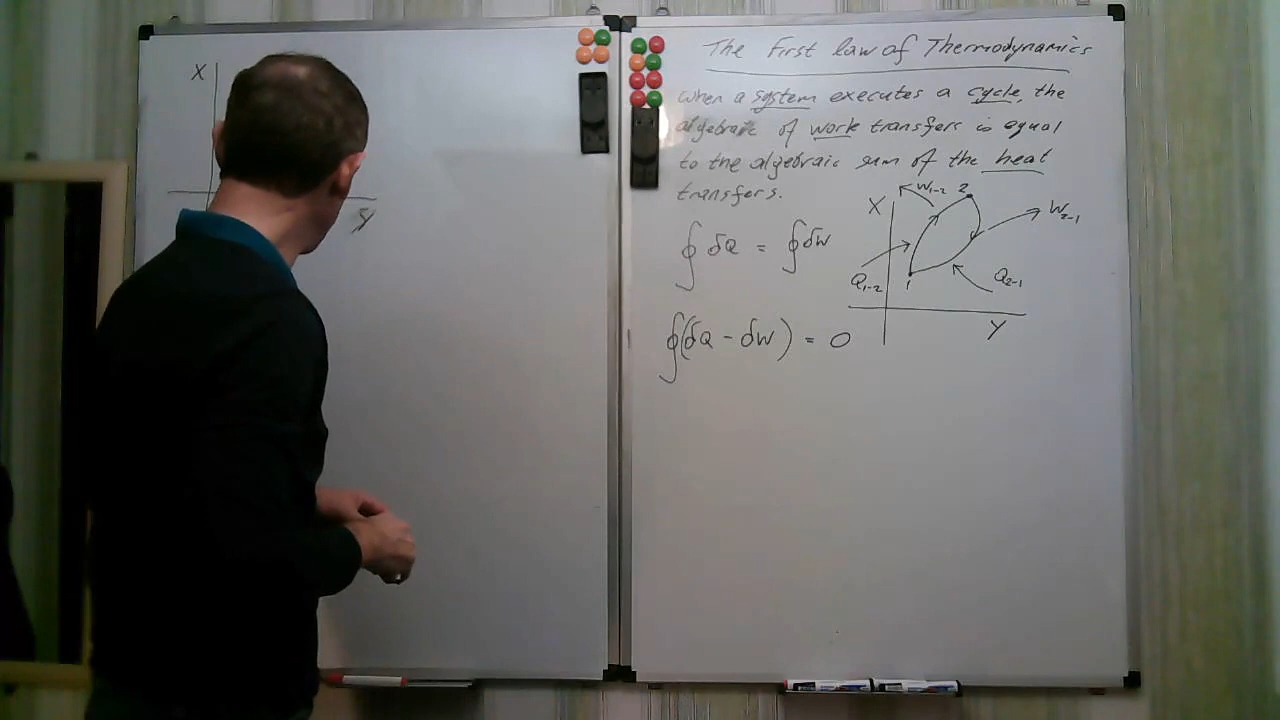 X
y
The first law of Thermodynamics
when a system executes a cycle, the
algebraic of work transfers is equal
to the algebraic sum of the heat
transfers.
∮δQ = ∮δW
∮(δQ - δW) = 0
X
W1-2
2
W2-1
Q1-2
1
Q2-1
Y